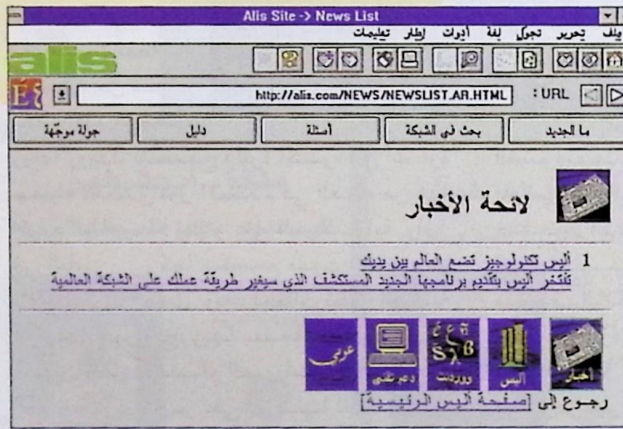 Alis Site -> News List
ملف تحرير تجول لغة أدوات إطار تعليمات
alis
URL : http://alis.com/NEWS/NEWSLIST.AR.HTML
ما الجديد بحث في الشبكة أسئلة دليل جولة موجّهة
لائحة الأخبار
1 أليس تكنولوجيز تضع العالم بين يديك
تفتخر أليس بتقديم برنامجها الجديد المستكشف الذي سيغير طريقة عملك على الشبكة العالمية
أخبار أليس دعم تقني عربي
رجوع إلى [صفحة أليس الرئيسية]